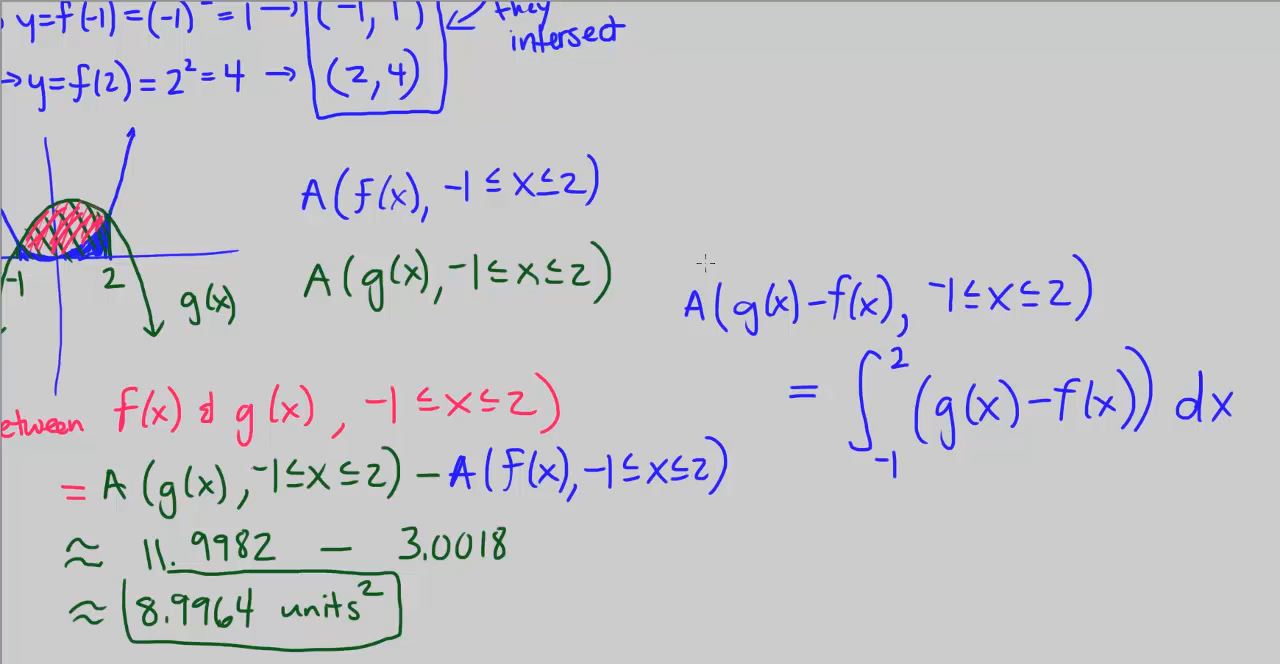 y=f(-1)=(-1)² = 1 → (-1, 1)
they
intersect
→ y=f(2) = 2² = 4 → (2, 4)
A(f(x), -1 ≤ x ≤ 2)
A(g(x), -1 ≤ x ≤ 2)
-1 2 g(x)
etween f(x) & g(x), -1 ≤ x ≤ 2)
= A(g(x), -1 ≤ x ≤ 2) - A(f(x), -1 ≤ x ≤ 2)
≈ 11.9982 - 3.0018
≈ 8.9964 units²
A(g(x) - f(x), -1 ≤ x ≤ 2)
= ∫₋₁² (g(x) - f(x)) dx